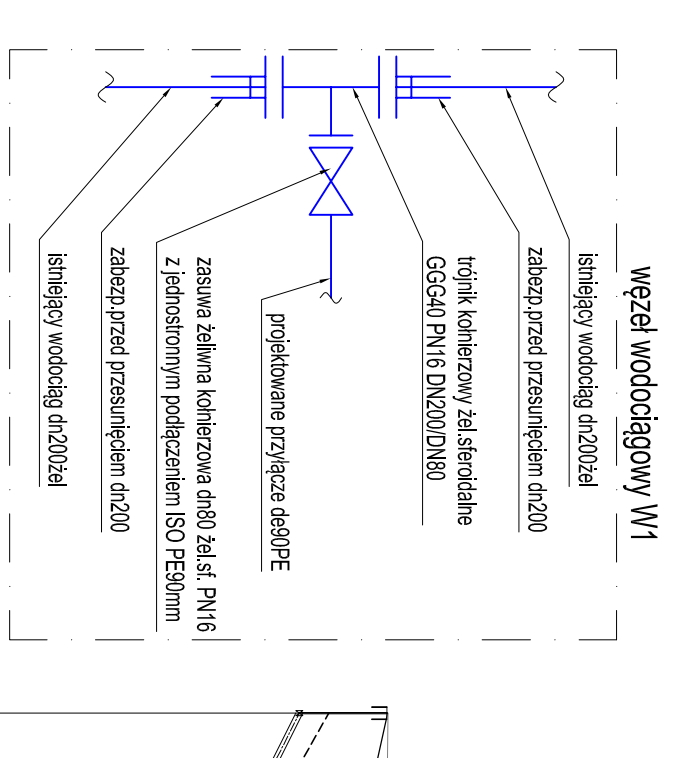 węzeł wodociągowy W1
istniejący wodociąg dn200żel
zabezp.przed przesunięciem dn200
trójnik kołnierzowy żel.sferoidalne
GGG40 PN16 DN200/DN80
projektowane przyłącze de90PE
zasuwa żeliwna kołnierzowa dn80 żel.sf. PN16
z jednostronnym podłączeniem ISO PE90mm
zabezp.przed przesunięciem dn200
istniejący wodociąg dn200żel